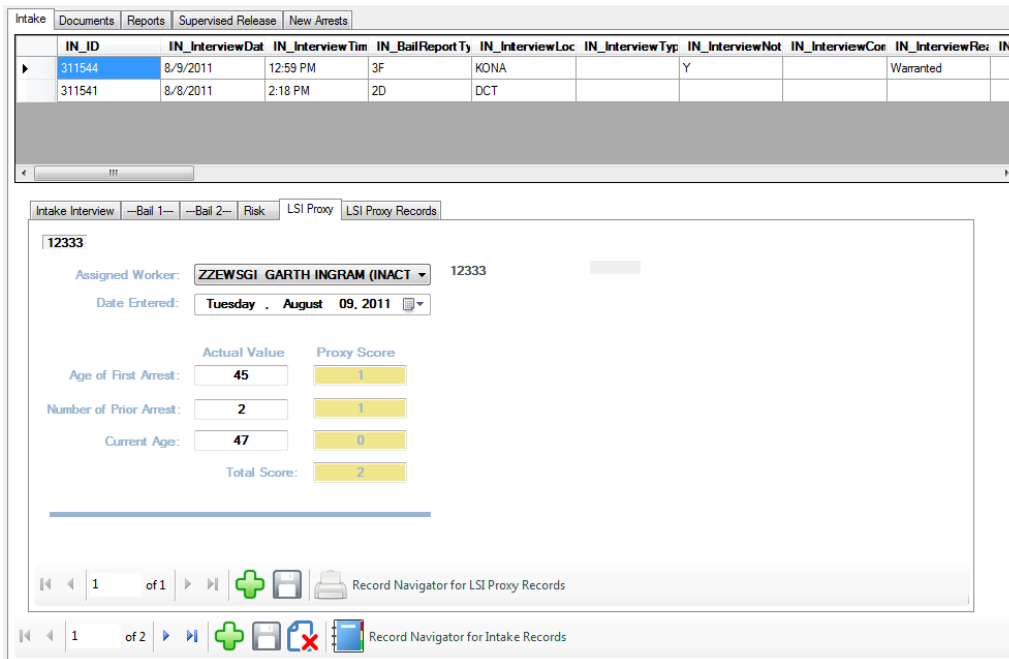 Intake Documents Reports Supervised Release New Arrests
IN_ID IN_InterviewDat IN_InterviewTim IN_BailReportTy IN_InterviewLoc IN_InterviewTyp IN_InterviewNot IN_InterviewCon IN_InterviewRea IN
311544 8/9/2011 12:59 PM 3F KONA Y Warranted
311541 8/8/2011 2:18 PM 2D DCT
Intake Interview ---Bail 1--- ---Bail 2--- Risk LSI Proxy LSI Proxy Records
12333
Assigned Worker: ZZEWSGI GARTH INGRAM (INACT 12333
Date Entered: Tuesday , August 09, 2011
Actual Value Proxy Score
Age of First Arrest: 45 1
Number of Prior Arrest: 2 1
Current Age: 47 0
Total Score: 2
1 of 1 Record Navigator for LSI Proxy Records
1 of 2 Record Navigator for Intake Records